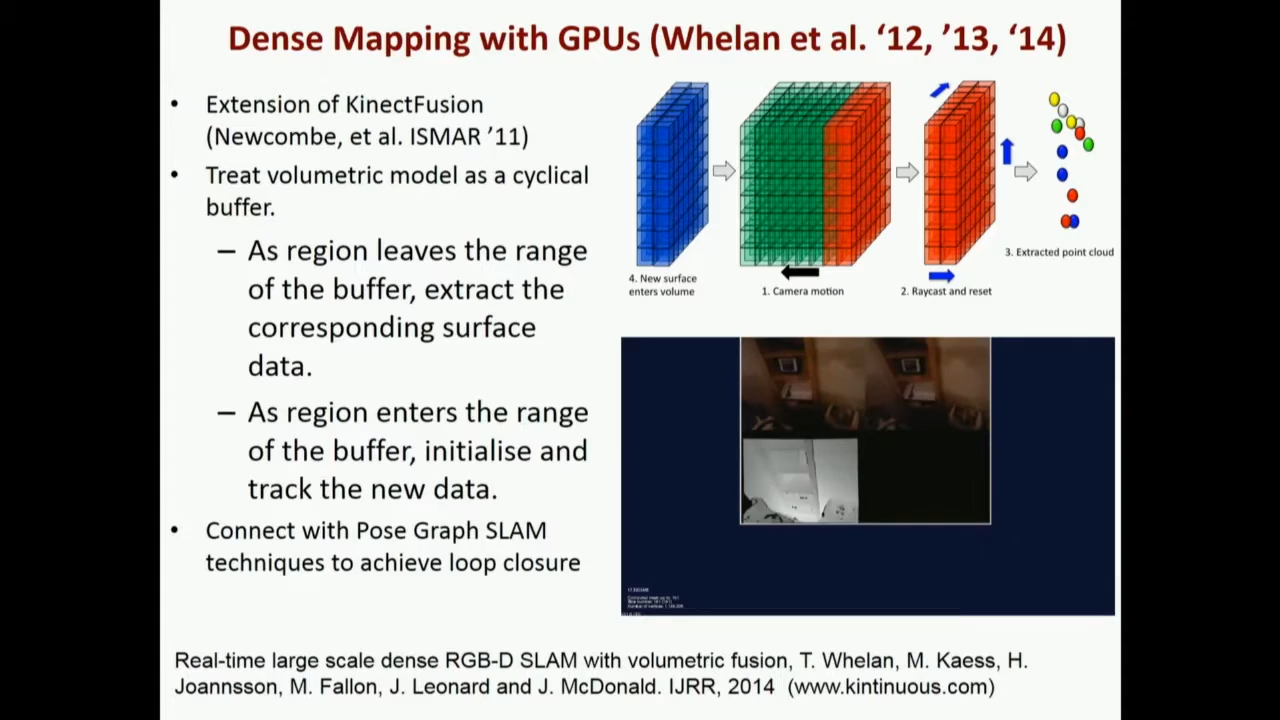 Dense Mapping with GPUs (Whelan et al. ‘12, ’13, ‘14)
• Extension of KinectFusion
(Newcombe, et al. ISMAR ’11)
• Treat volumetric model as a cyclical
buffer.
– As region leaves the range
of the buffer, extract the
corresponding surface
data.
– As region enters the range
of the buffer, initialise and
track the new data.
• Connect with Pose Graph SLAM
techniques to achieve loop closure
4. New surface
enters volume
1. Camera motion
2. Raycast and reset
3. Extracted point cloud
Real-time large scale dense RGB-D SLAM with volumetric fusion, T. Whelan, M. Kaess, H.
Joannsson, M. Fallon, J. Leonard and J. McDonald. IJRR, 2014 (www.kintinuous.com)